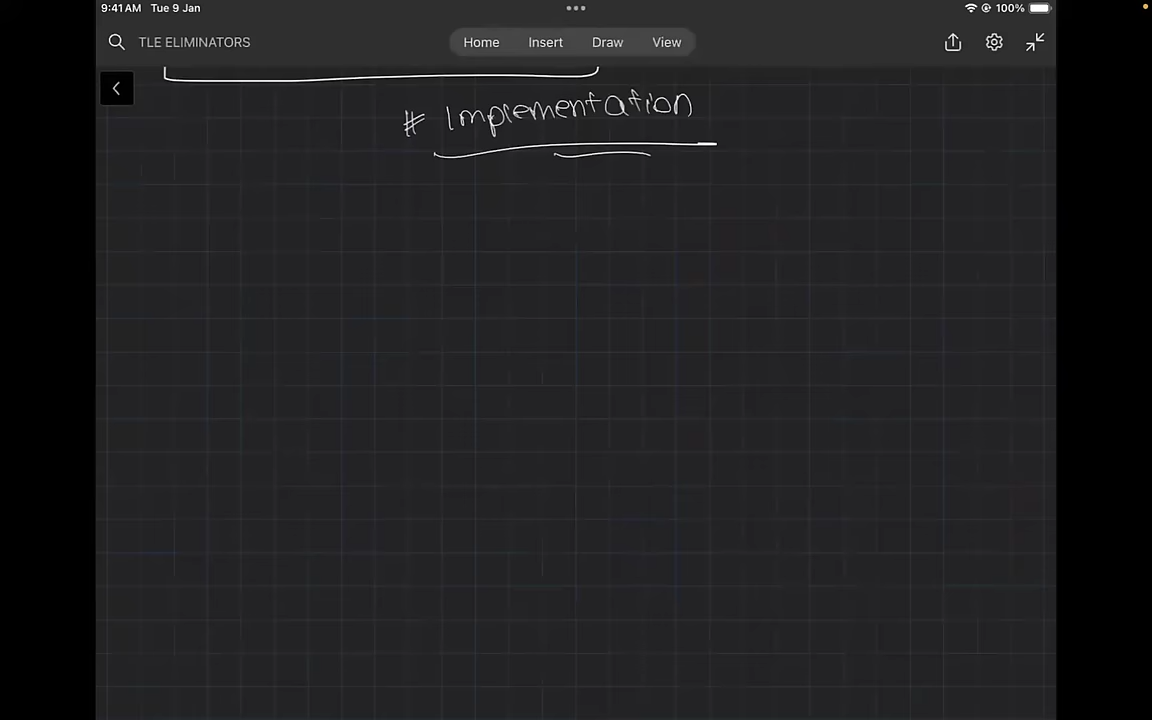 9:41 AM Tue 9 Jan 100%
TLE ELIMINATORS Home Insert Draw View
# Implementation